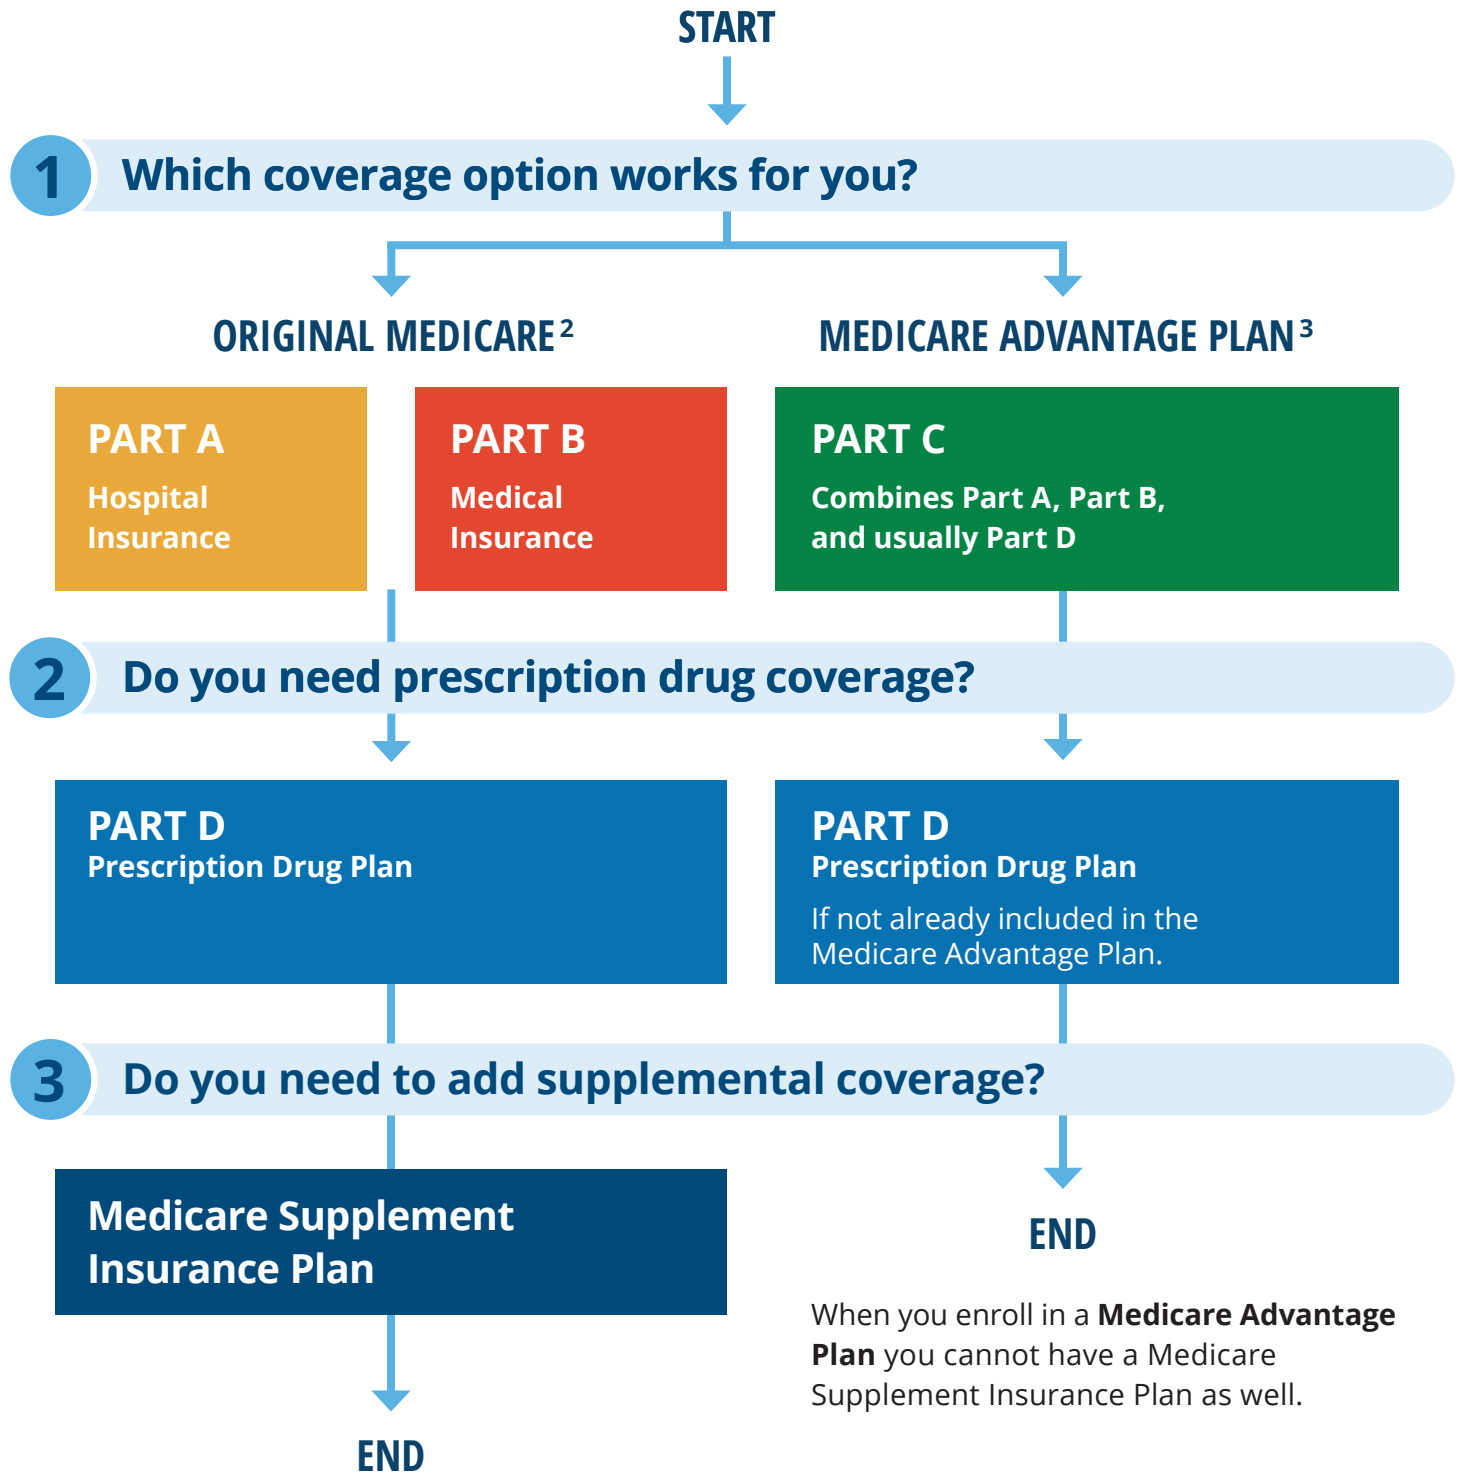 START
1 Which coverage option works for you?
ORIGINAL MEDICARE 2
MEDICARE ADVANTAGE PLAN 3
PART A
Hospital
Insurance
PART B
Medical
Insurance
PART C
Combines Part A, Part B,
and usually Part D
2 Do you need prescription drug coverage?
PART D
Prescription Drug Plan
PART D
Prescription Drug Plan
If not already included in the
Medicare Advantage Plan.
3 Do you need to add supplemental coverage?
Medicare Supplement
Insurance Plan
END
END
When you enroll in a Medicare Advantage
Plan you cannot have a Medicare
Supplement Insurance Plan as well.